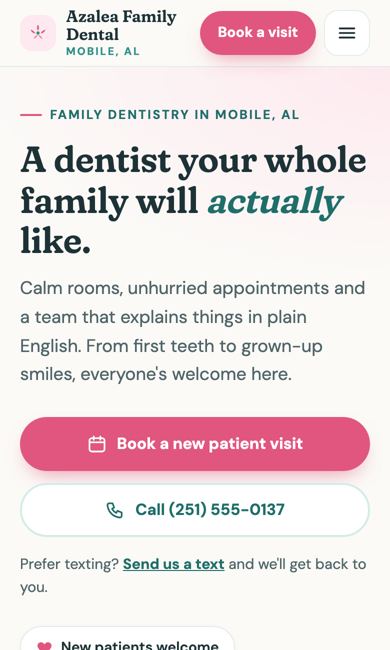 Azalea Family
Dental
MOBILE, AL
Book a visit
FAMILY DENTISTRY IN MOBILE, AL
A dentist your whole
family will actually
like.
Calm rooms, unhurried appointments and
a team that explains things in plain
English. From first teeth to grown-up
smiles, everyone's welcome here.
Book a new patient visit
Call (251) 555-0137
Prefer texting? Send us a text and we'll get back to
you.
New patients welcome